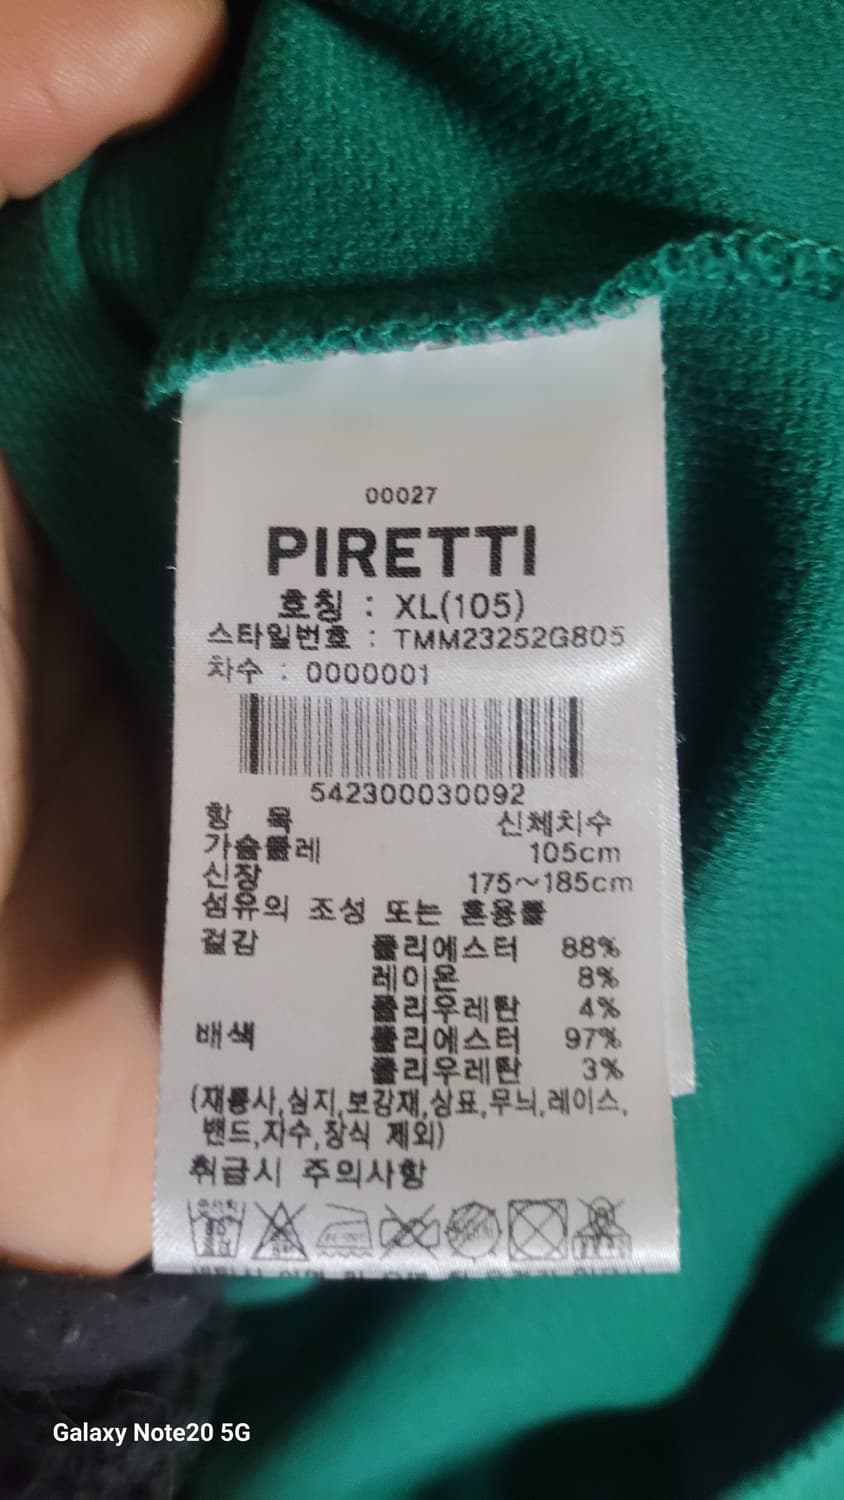 00027
PIRETTI
호칭 : XL(105)
스타일번호 : TMM23252G805
차수 : 0000001
542300030092
항 목 신체치수
가슴둘레 105cm
신장 175~185cm
섬유의 조성 또는 혼용률
겉감 폴리에스터 88%
레이온 8%
폴리우레탄 4%
배색 폴리에스터 97%
폴리우레탄 3%
(재봉사,심지,보강재,상표,무늬,레이스,
밴드,자수,장식 제외)
취급시 주의사항
Galaxy Note20 5G